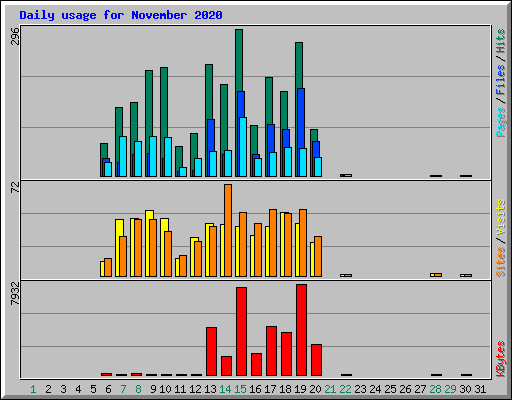 Daily usage for November 2020
296
Pages / Files / Hits
72
Sites / Visits
7932
KBytes
1 2 3 4 5 6 7 8 9 10 11 12 13 14 15 16 17 18 19 20 21 22 23 24 25 26 27 28 29 30 31